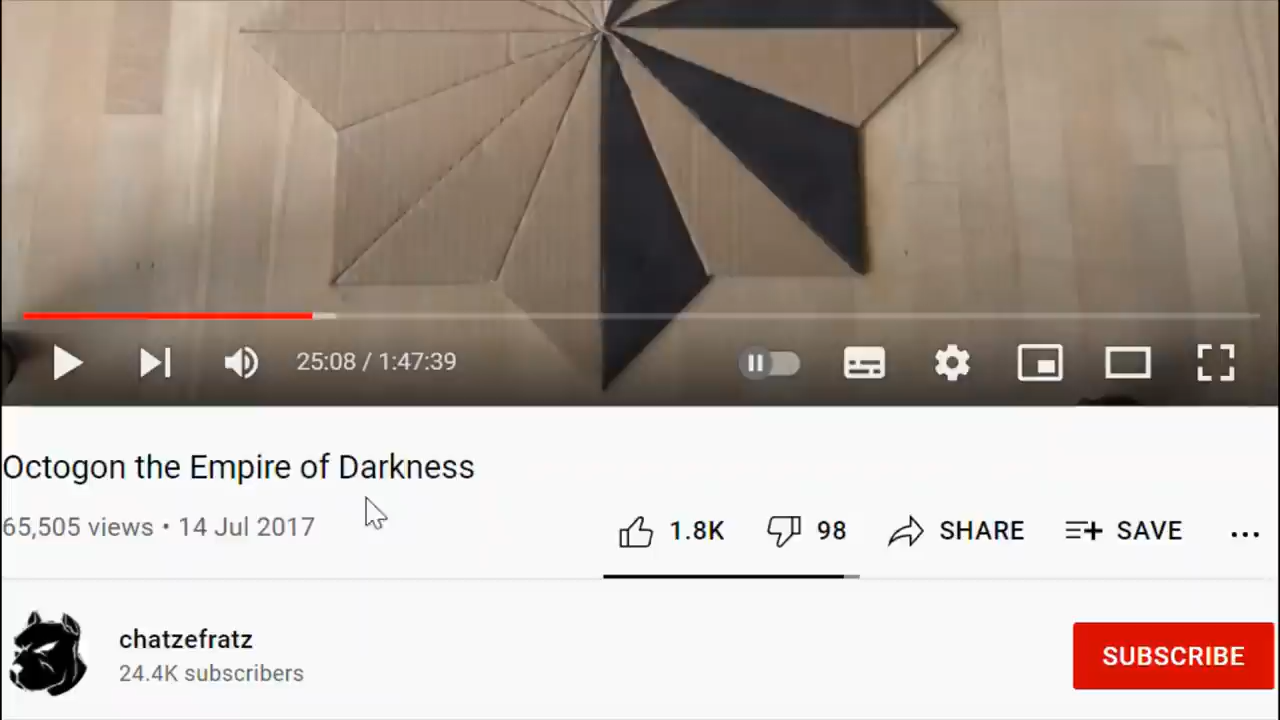 25:08 / 1:47:39
Octogon the Empire of Darkness
65,505 views • 14 Jul 2017
1.8K 98 SHARE SAVE
chatzefratz
24.4K subscribers
SUBSCRIBE